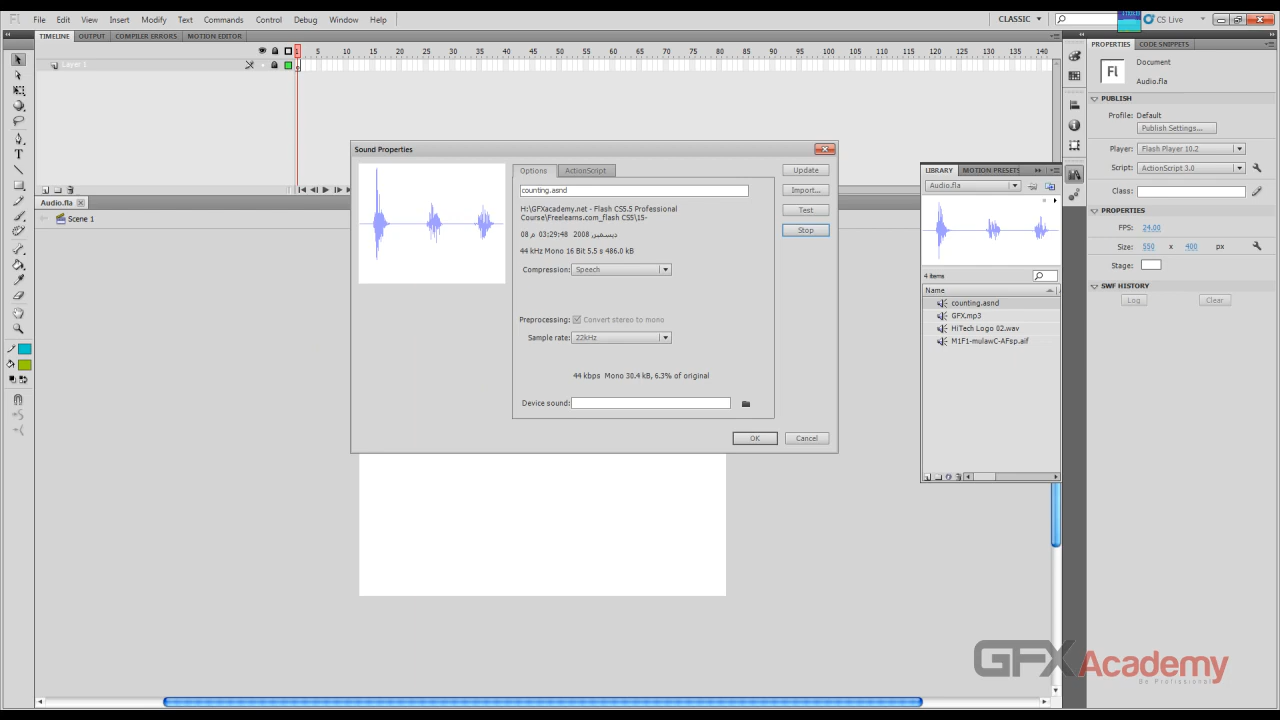 Fl File Edit View Insert Modify Text Commands Control Debug Window Help CLASSIC CS Live
TIMELINE OUTPUT COMPILER ERRORS MOTION EDITOR
1 5 10 15 20 25 30 35 40 45 50 55 60 65 70 75 80 85 90 95 100 105 110 115 120 125 130 135 140
Layer 1
Audio.fla
Scene 1
Sound Properties
Options ActionScript
counting.asnd
H:\GFXacademy.net - Flash CS5.5 Professional
Course\Freelearns.com_flash CS5\15-
08 ديسمبر, 2008 03:29:48 م
44 kHz Mono 16 Bit 5.5 s 486.0 kB
Compression: Speech
Preprocessing: Convert stereo to mono
Sample rate: 22kHz
44 kbps Mono 30.4 kB, 6.3% of original
Device sound:
Update
Import...
Test
Stop
OK Cancel
LIBRARY MOTION PRESETS
Audio.fla
4 items
Name
counting.asnd
GFX.mp3
HiTech Logo 02.wav
M1F1-mulawC-AFsp.aif
PROPERTIES CODE SNIPPETS
Fl
Document
Audio.fla
PUBLISH
Profile: Default
Publish Settings...
Player: Flash Player 10.2
Script: ActionScript 3.0
Class:
PROPERTIES
FPS: 24.00
Size: 550 x 400 px
Stage:
SWF HISTORY
Log Clear
GFX Academy
Be Profissional